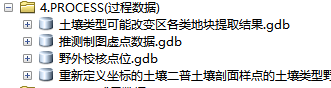 4.PROCESS(过程数据)
土壤类型可能改变区各类地块提取结果.gdb
推测制图虚点数据.gdb
野外校核点位.gdb
重新定义坐标的土壤二普土壤剖面样点的土壤类型野